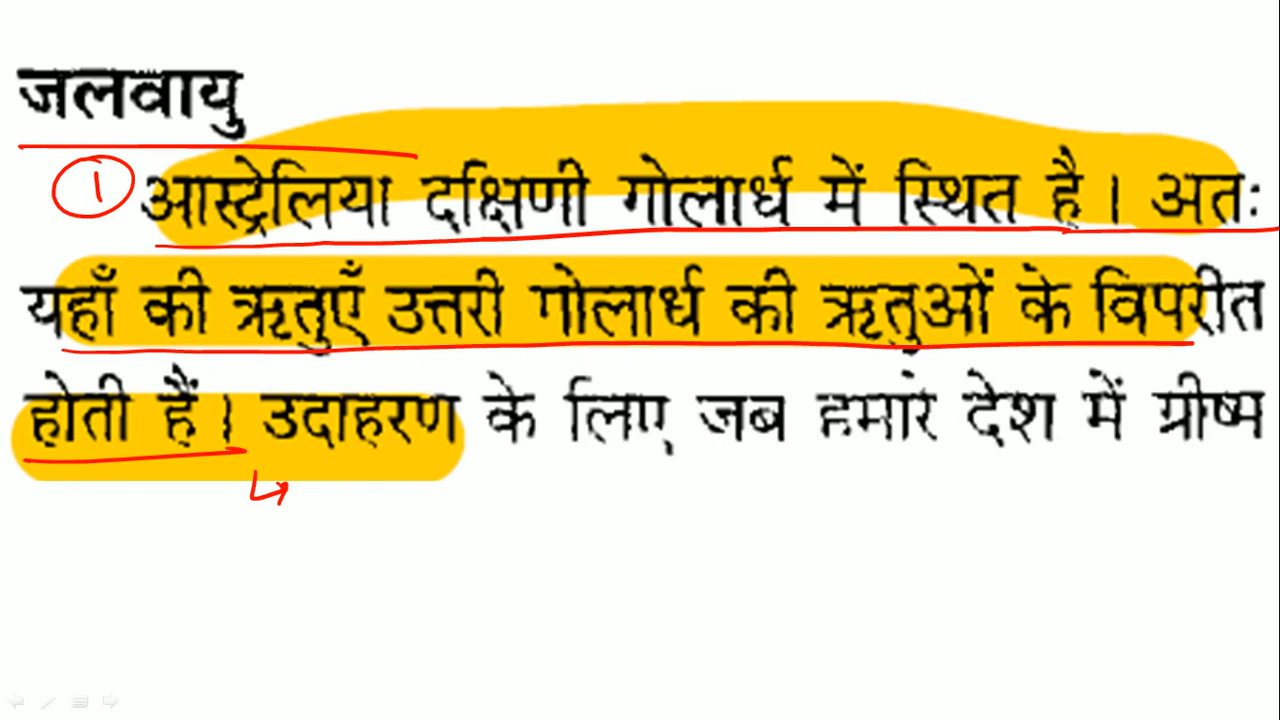 जलवायु
① आस्ट्रेलिया दक्षिणी गोलार्ध में स्थित है। अतः
यहाँ की ऋतुएँ उत्तरी गोलार्ध की ऋतुओं के विपरीत
होती हैं। उदाहरण के लिए जब हमारे देश में ग्रीष्म